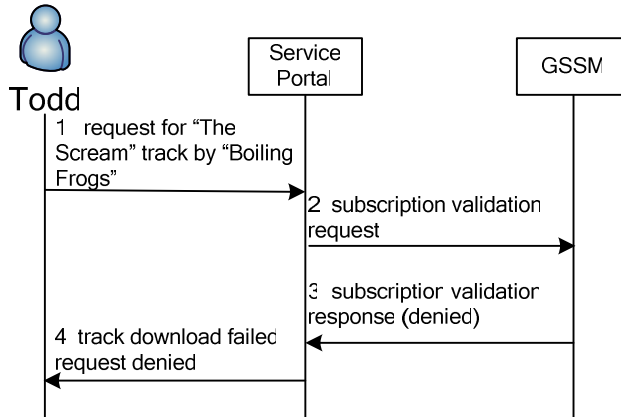 Todd
Service
Portal
GSSM
1 request for “The
Scream” track by “Boiling
Frogs”
2 subscription validation
request
3 subscription validation
response (denied)
4 track download failed
request denied